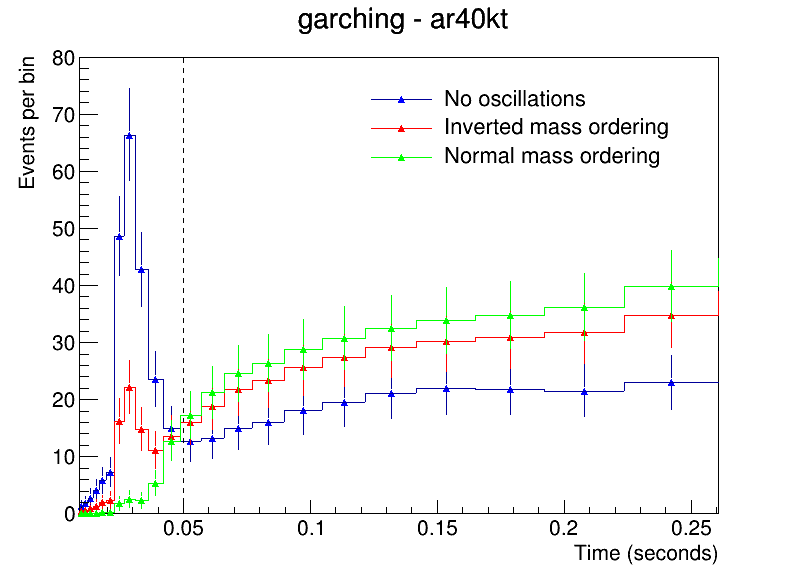 garching - ar40kt
Events per bin
80
70
60
50
40
30
20
10
0
No oscillations
Inverted mass ordering
Normal mass ordering
0.05 0.1 0.15 0.2 0.25
Time (seconds)